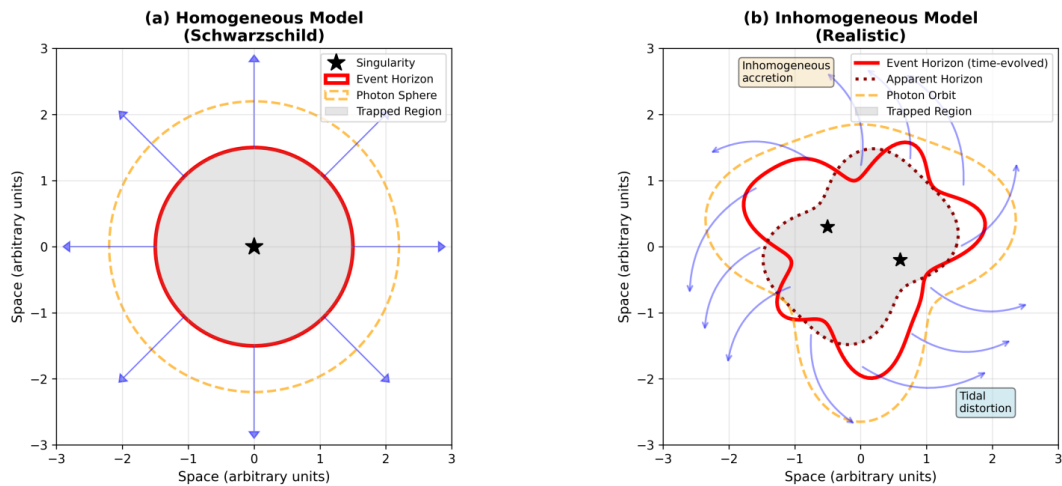 (a) Homogeneous Model
(Schwarzschild)
Singularity
Event Horizon
Photon Sphere
Trapped Region
3
2
1
0
−1
−2
−3
−3
−2
−1
0
1
2
3
Space (arbitrary units)
Space (arbitrary units)
(b) Inhomogeneous Model
(Realistic)
Inhomogeneous
accretion
Event Horizon (time-evolved)
Apparent Horizon
Photon Orbit
Trapped Region
Tidal
distortion
3
2
1
0
−1
−2
−3
−3
−2
−1
0
1
2
3
Space (arbitrary units)
Space (arbitrary units)